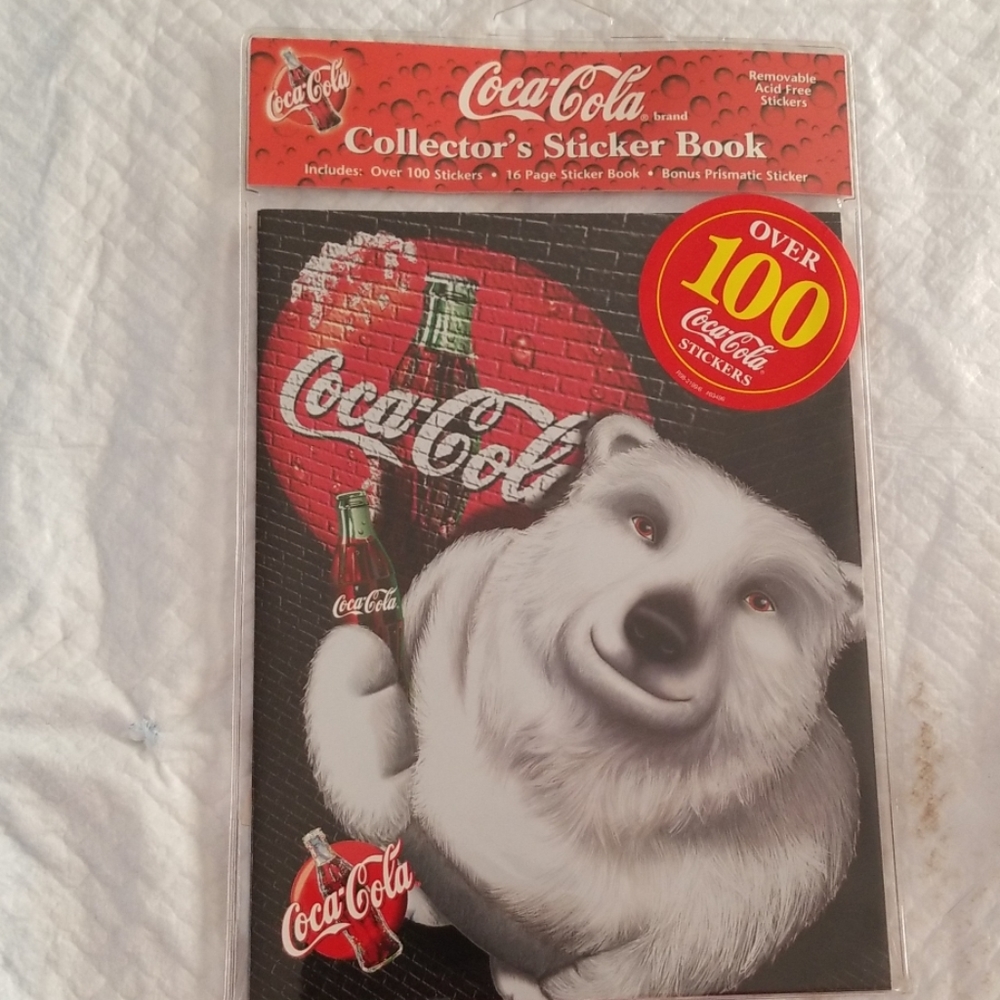 Coca-Cola
Coca-Cola® brand
Removable
Acid Free
Stickers
Collector's Sticker Book
Includes: Over 100 Stickers • 16 Page Sticker Book • Bonus Prismatic Sticker
OVER
100
Coca-Cola®
STICKERS
Coca-Cola
Coca-Cola
Coca-Cola